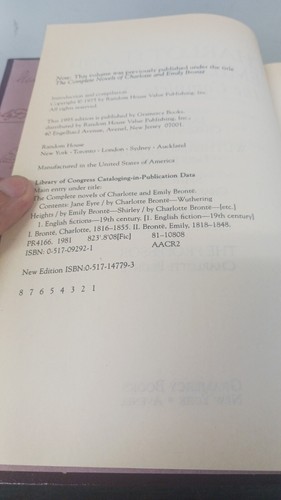 Note: This volume was previously published under the title
The Complete Novels of Charlotte and Emily Brontë
Introduction and compilation
Copyright © 1979 by Random House Value Publishing, Inc.
All rights reserved.
This 1995 edition is published by Gramercy Books,
distributed by Random House Value Publishing, Inc.,
40 Engelhard Avenue, Avenel, New Jersey 07001.
Random House
New York · Toronto · London · Sydney · Auckland
Manufactured in the United States of America
Library of Congress Cataloging-in-Publication Data
Main entry under title:
The Complete novels of Charlotte and Emily Brontë.
Contents: Jane Eyre / by Charlotte Brontë—Wuthering
Heights / by Emily Brontë—Shirley / by Charlotte Brontë—[etc.]
1. English fictions—19th century. [1. English fiction—19th century]
I. Brontë, Charlotte, 1816–1855. II. Brontë, Emily, 1818–1848.
PR4166. 1981 823'.8'08[Fic] 81–10808
ISBN: 0-517-09292-1 AACR2
New Edition ISBN:0-517-14779-3
8 7 6 5 4 3 2 1